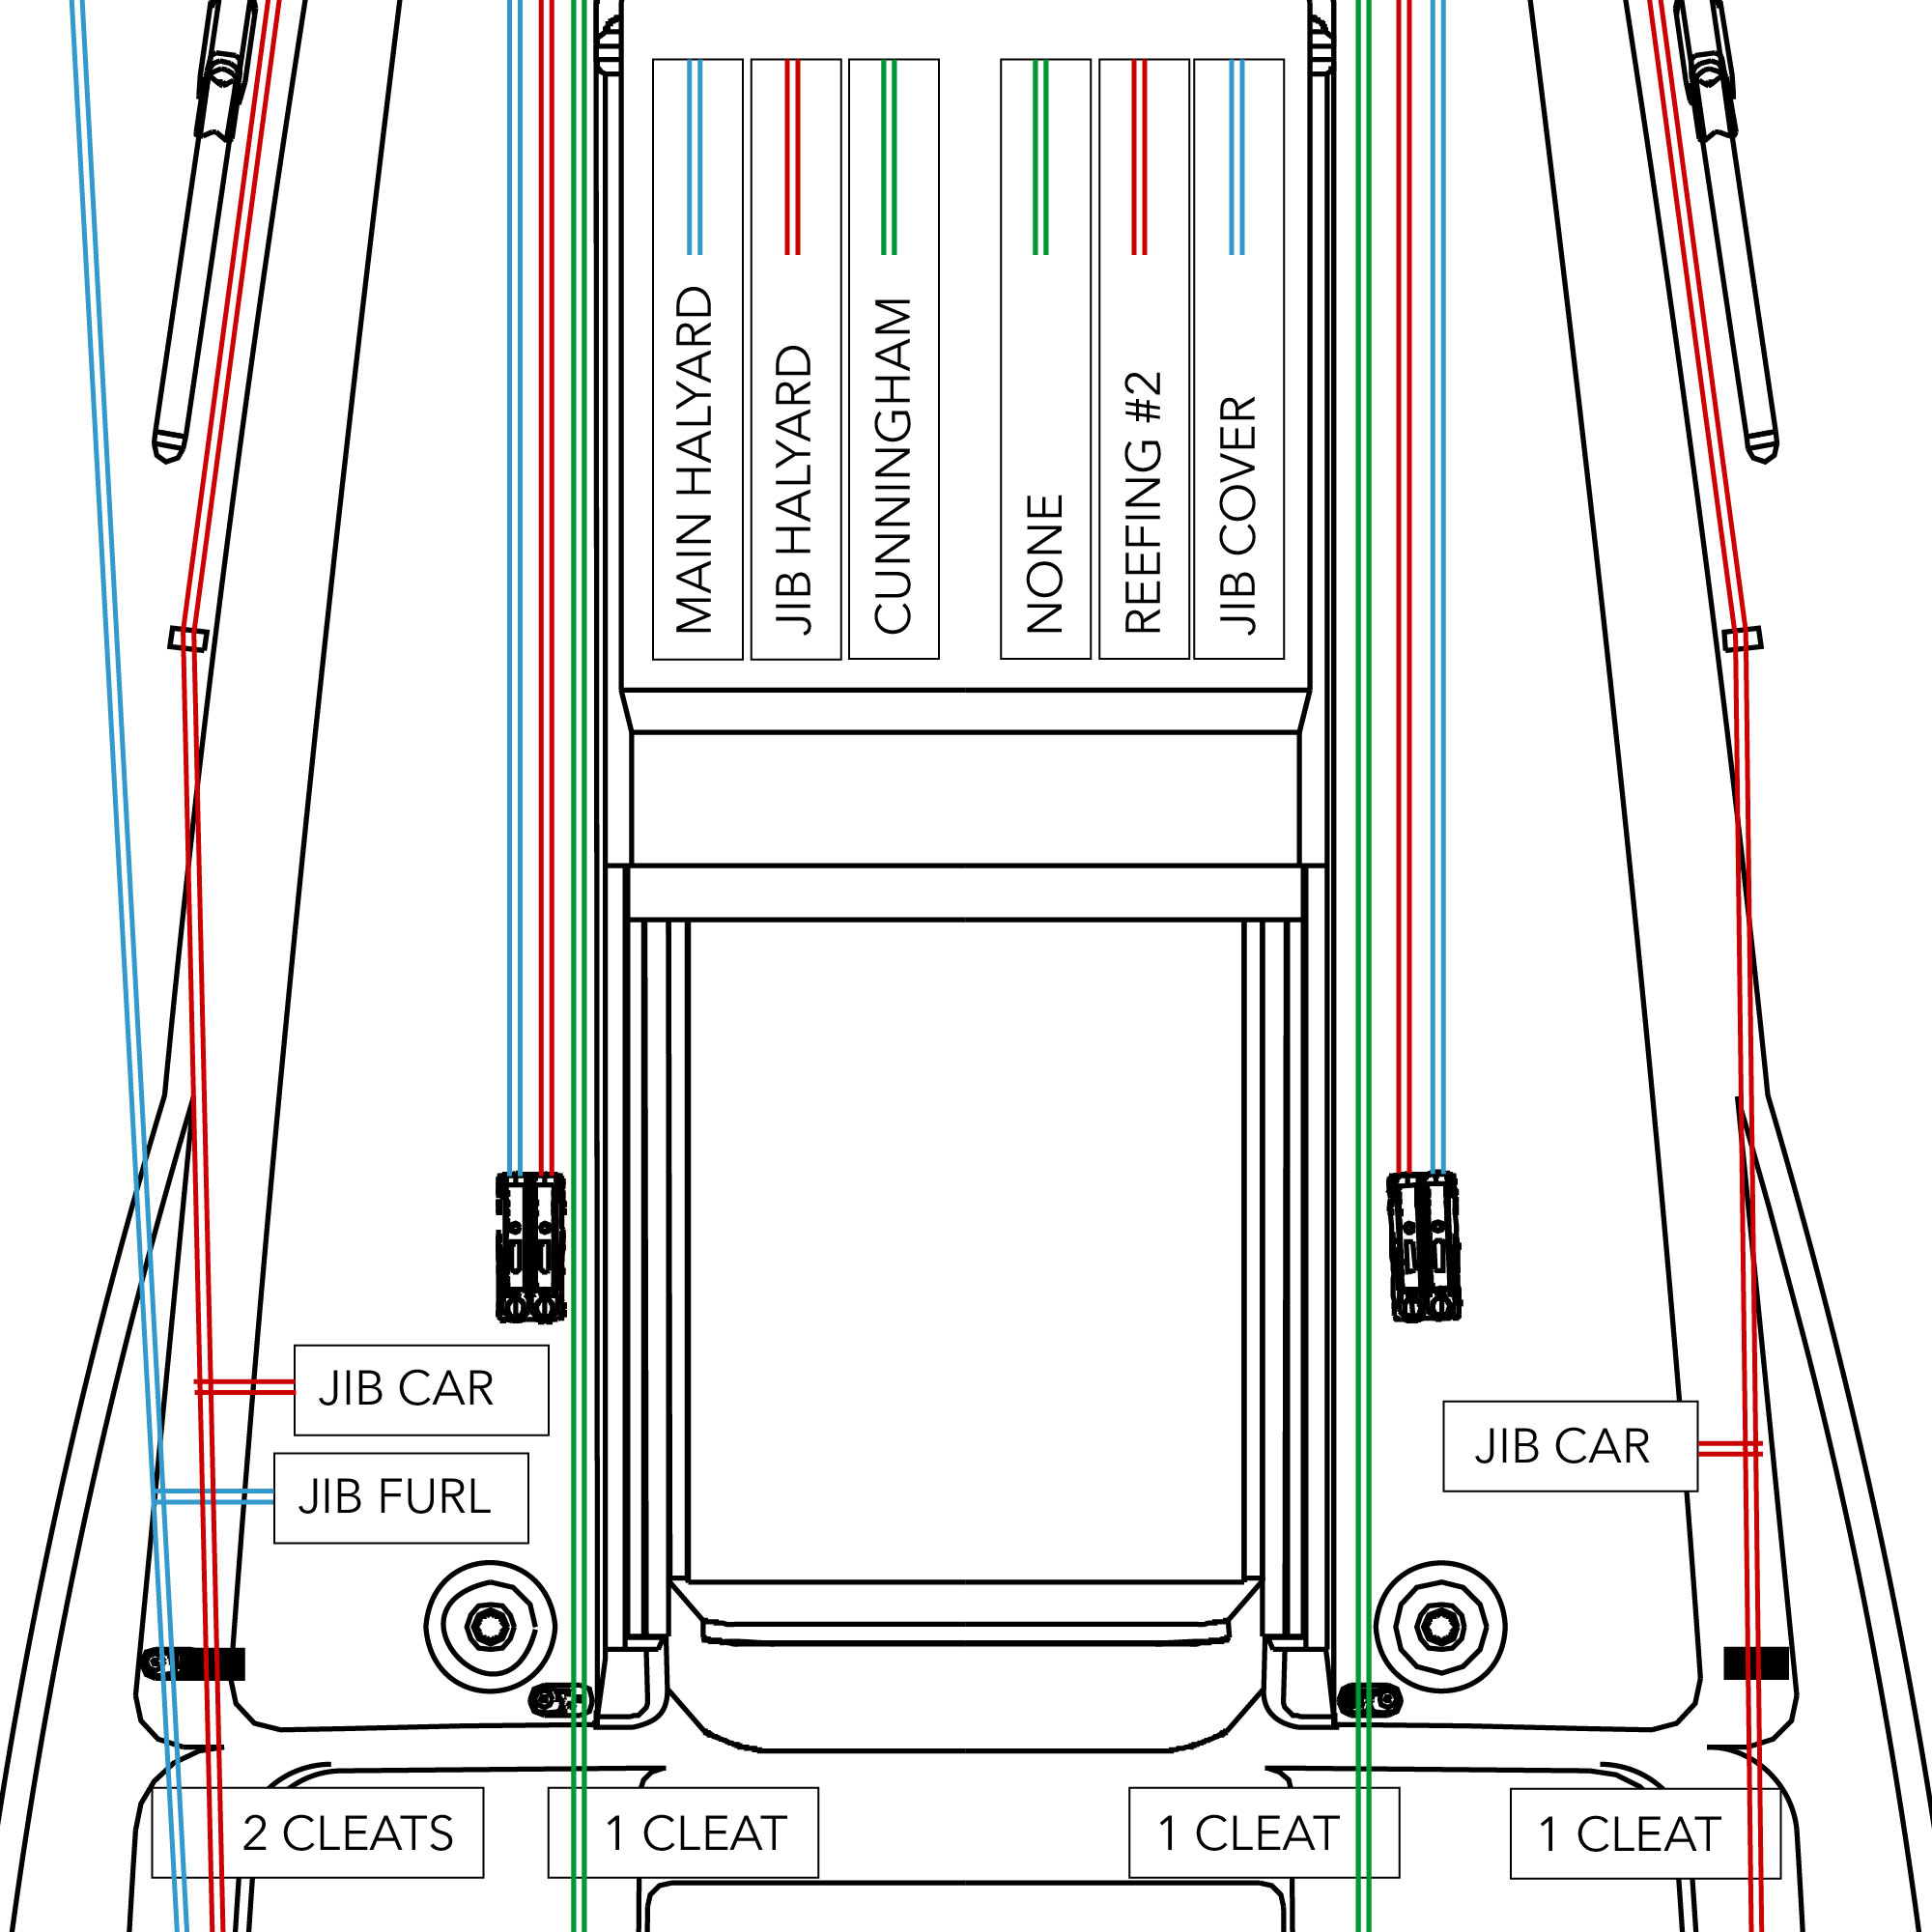 MAIN HALYARD
JIB HALYARD
CUNNINGHAM
NONE
REEFING #2
JIB COVER
JIB CAR
JIB CAR
JIB FURL
2 CLEATS
1 CLEAT
1 CLEAT
1 CLEAT